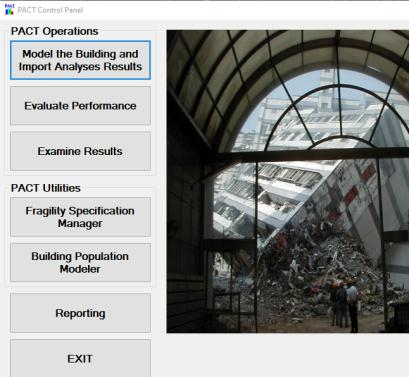 PACT Control Panel
PACT Operations
Model the Building and
Import Analyses Results
Evaluate Performance
Examine Results
PACT Utilities
Fragility Specification
Manager
Building Population
Modeler
Reporting
EXIT